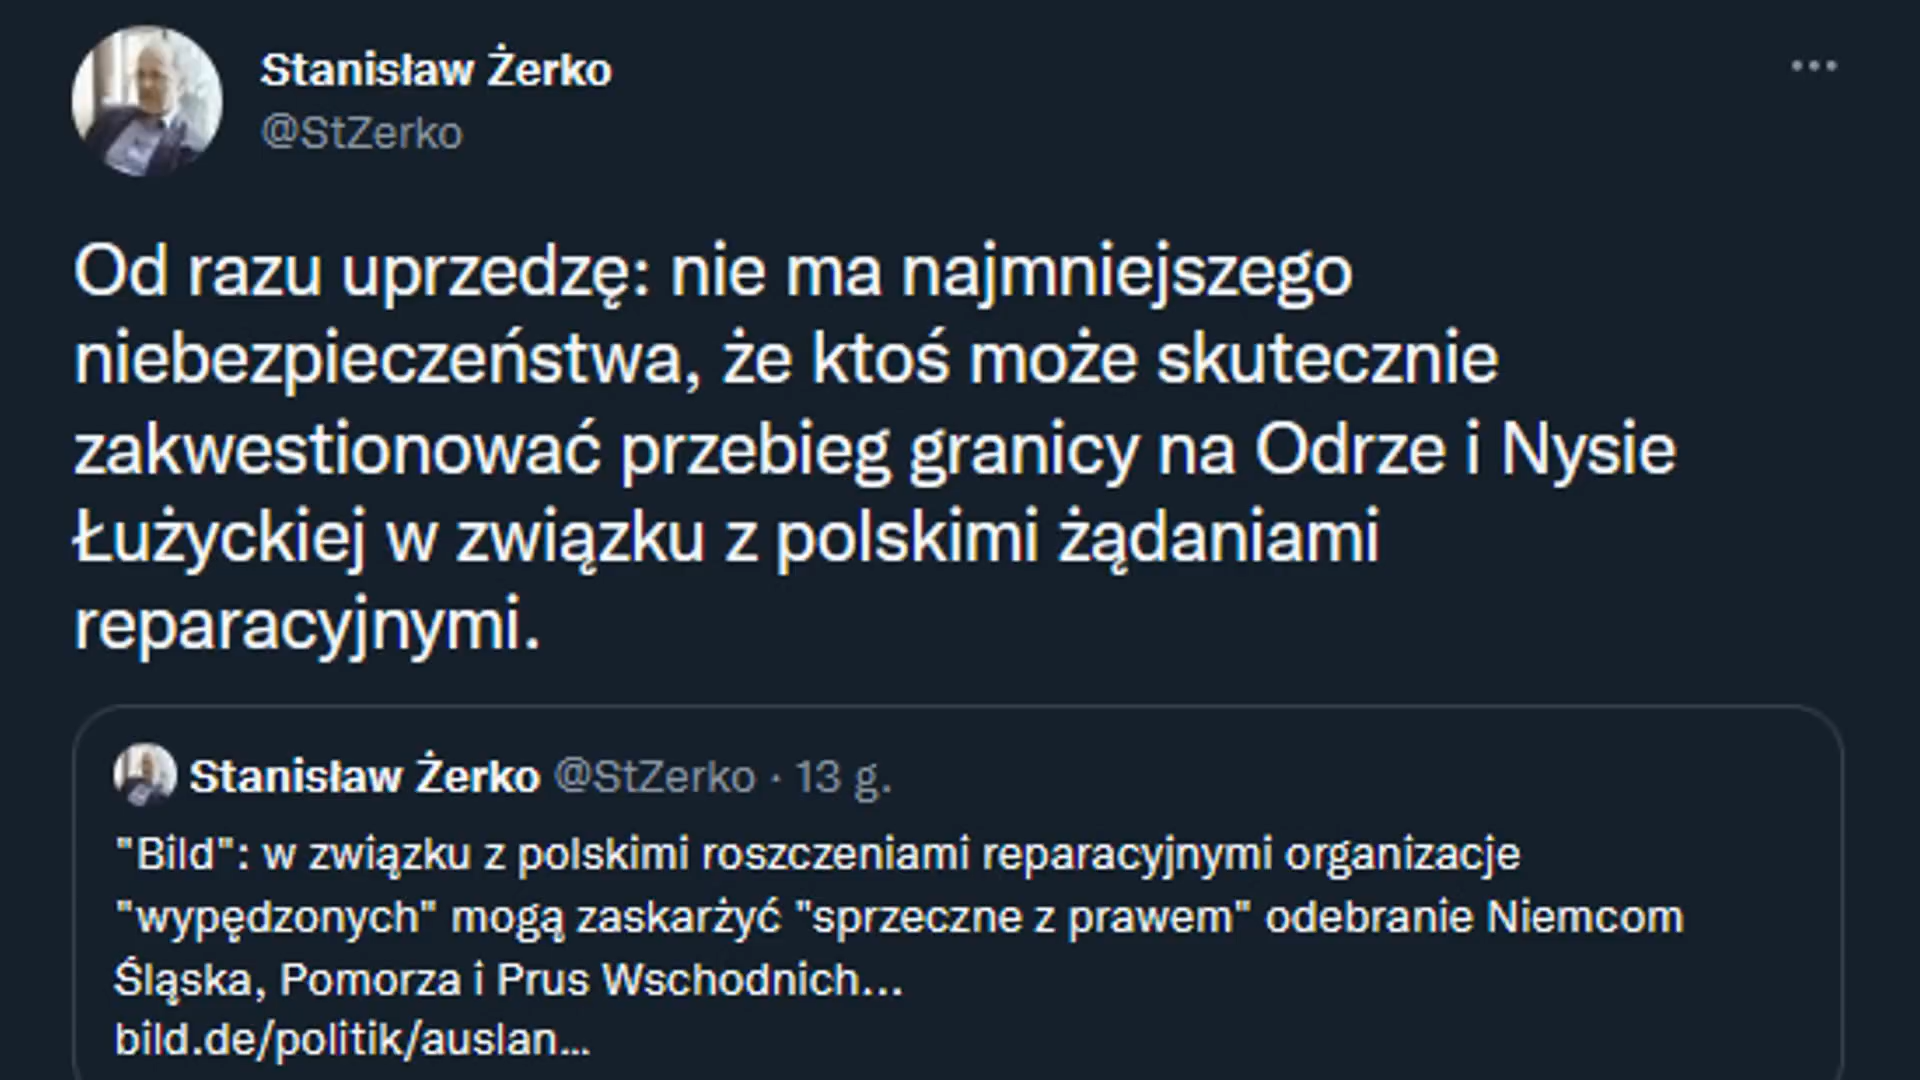 Stanisław Żerko
@StZerko
Od razu uprzedzę: nie ma najmniejszego
niebezpieczeństwa, że ktoś może skutecznie
zakwestionować przebieg granicy na Odrze i Nysie
Łużyckiej w związku z polskimi żądaniami
reparacyjnymi.
Stanisław Żerko @StZerko · 13 g.
"Bild": w związku z polskimi roszczeniami reparacyjnymi organizacje
"wypędzonych" mogą zaskarżyć "sprzeczne z prawem" odebranie Niemcom
Śląska, Pomorza i Prus Wschodnich...
bild.de/politik/auslan...